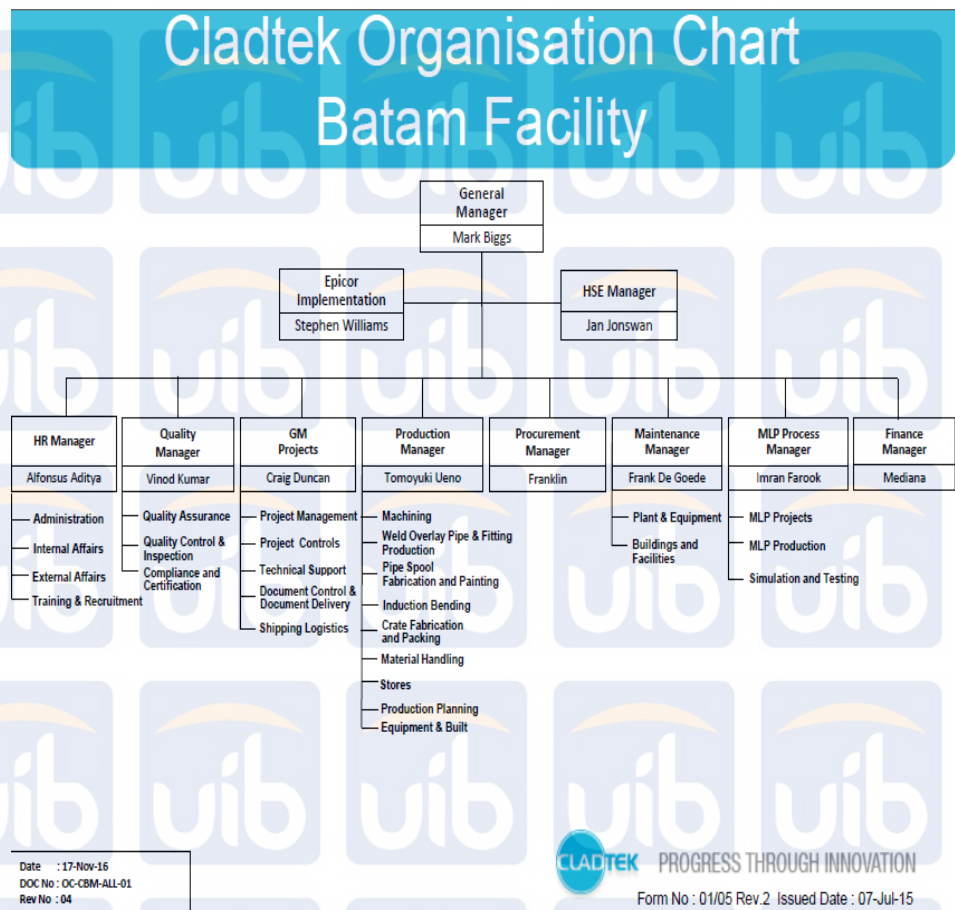 Cladtek Organisation Chart
Batam Facility
General
Manager
Mark Biggs
Epicor
Implementation
Stephen Williams
HSE Manager
Jan Jonswan
HR Manager
Alfonsus Aditya
Administration
Internal Affairs
External Affairs
Training & Recruitment
Quality
Manager
Vinod Kumar
Quality Assurance
Quality Control &
Inspection
Compliance and
Certification
GM
Projects
Craig Duncan
Project Management
Project Controls
Technical Support
Document Control &
Document Delivery
Shipping Logistics
Production
Manager
Tomoyuki Ueno
Machining
Weld Overlay Pipe & Fitting
Production
Pipe Spool
Fabrication and Painting
Induction Bending
Crate Fabrication
and Packing
Material Handling
Stores
Production Planning
Equipment & Built
Procurement
Manager
Franklin
Maintenance
Manager
Frank De Goede
Plant & Equipment
Buildings and
Facilities
MLP Process
Manager
Imran Farook
MLP Projects
MLP Production
Simulation and Testing
Finance
Manager
Mediana
Date : 17-Nov-16
DOC No : OC-CBM-ALL-01
Rev No : 04
CLADTEK PROGRESS THROUGH INNOVATION
Form No : 01/05 Rev.2 Issued Date : 07-Jul-15
uib